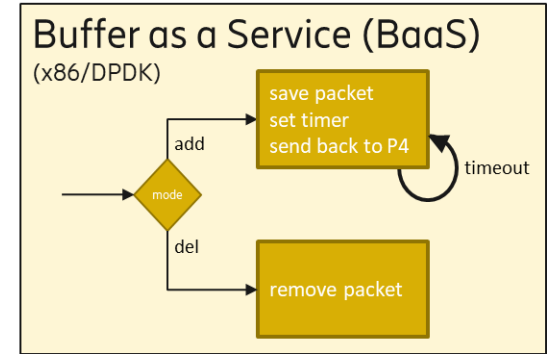 Buffer as a Service (BaaS)
(x86/DPDK)
save packet
set timer
send back to P4
add
timeout
mode
del
remove packet